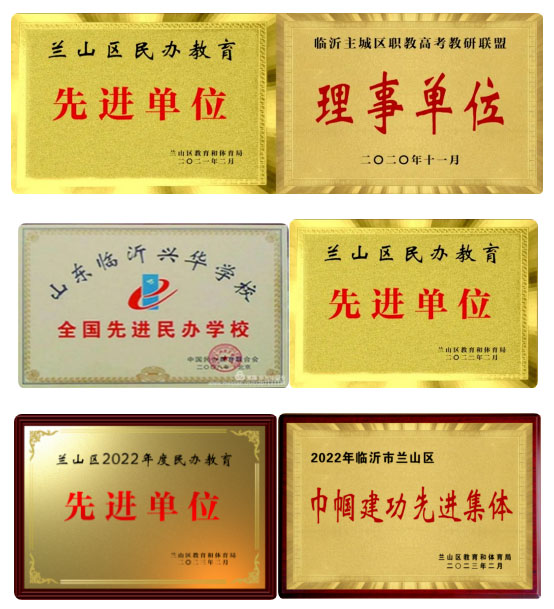 兰山区民办教育
先进单位
兰山区教育和体育局
二〇二一年二月
临沂主城区职教高考教研联盟
理事单位
二〇二〇年十一月
山东临沂兴华学校
全国先进民办学校
兰山区民办教育
先进单位
兰山区教育和体育局
二〇二二年二月
兰山区2022年度民办教育
先进单位
兰山区教育和体育局
二〇二三年二月
2022年临沂市兰山区
巾帼建功先进集体
兰山区教育和体育局
二〇二三年二月